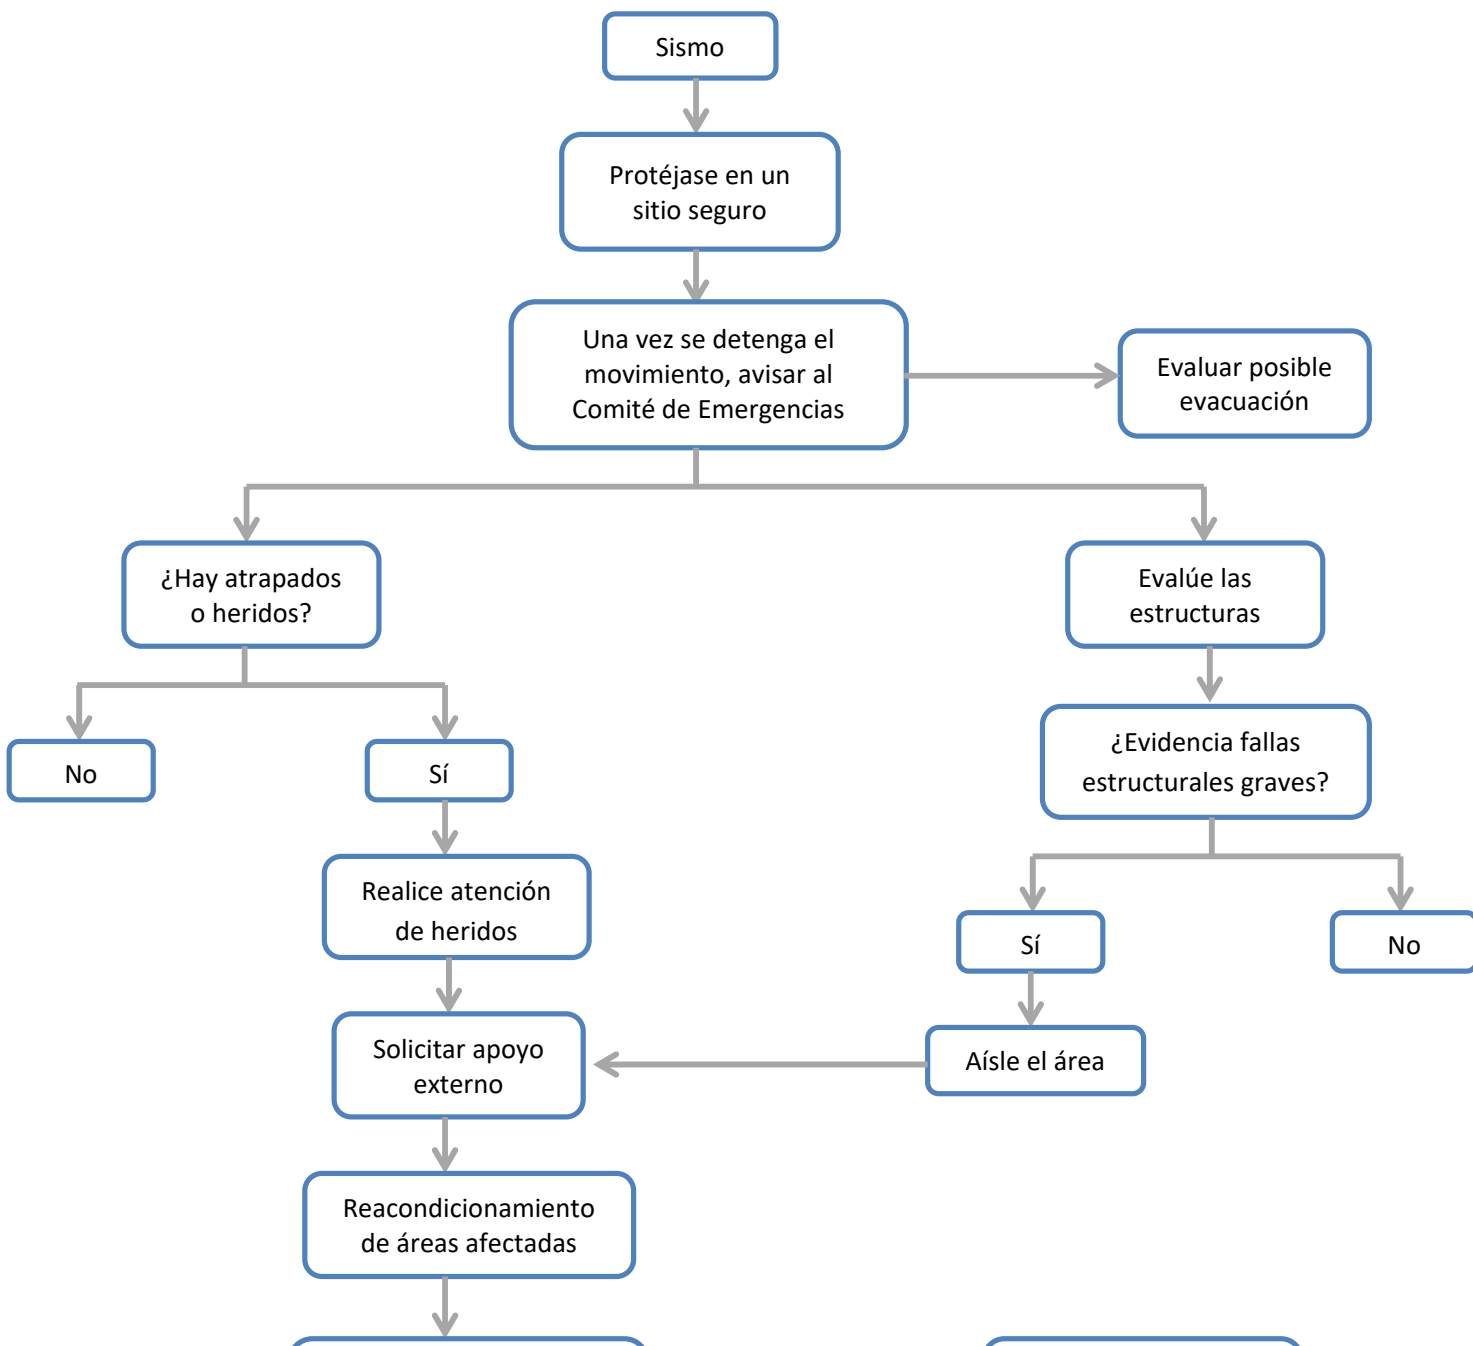 Sismo
Protéjase en un
sitio seguro
Una vez se detenga el
movimiento, avisar al
Comité de Emergencias
Evaluar posible
evacuación
¿Hay atrapados
o heridos?
Evalúe las
estructuras
No
Sí
¿Evidencia fallas
estructurales graves?
Realice atención
de heridos
Sí
No
Solicitar apoyo
externo
Aísle el área
Reacondicionamiento
de áreas afectadas